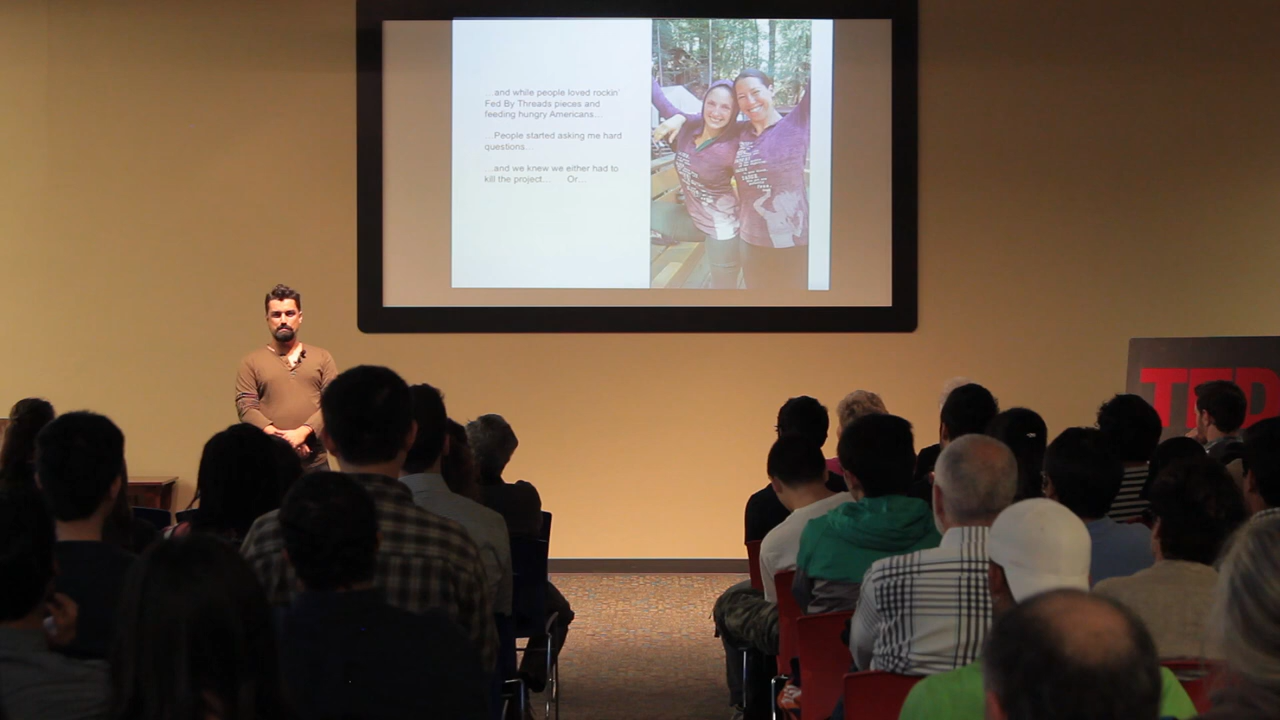 ...and while people loved rockin'
Fed By Threads pieces and
feeding hungry Americans...
...People started asking me hard
questions...
...and we knew we either had to
kill the project.... Or...
TED